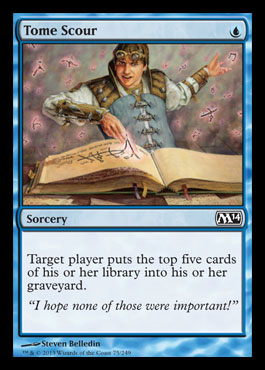 Tome Scour
Sorcery
M14
Target player puts the top five cards
of his or her library into his or her
graveyard.
"I hope none of those were important!"
Steven Belledin
™ & © 2013 Wizards of the Coast 75/249